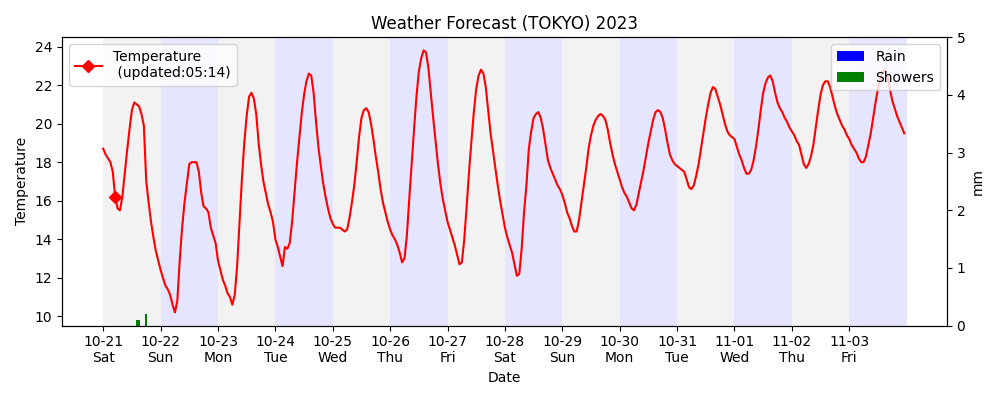 Weather Forecast (TOKYO) 2023
Temperature
(updated:05:14)
Rain
Showers
Temperature
24
22
20
18
16
14
12
10
5
4
3
2
1
0
mm
10-21 10-22 10-23 10-24 10-25 10-26 10-27 10-28 10-29 10-30 10-31 11-01 11-02 11-03
Sat Sun Mon Tue Wed Thu Fri Sat Sun Mon Tue Wed Thu Fri
Date